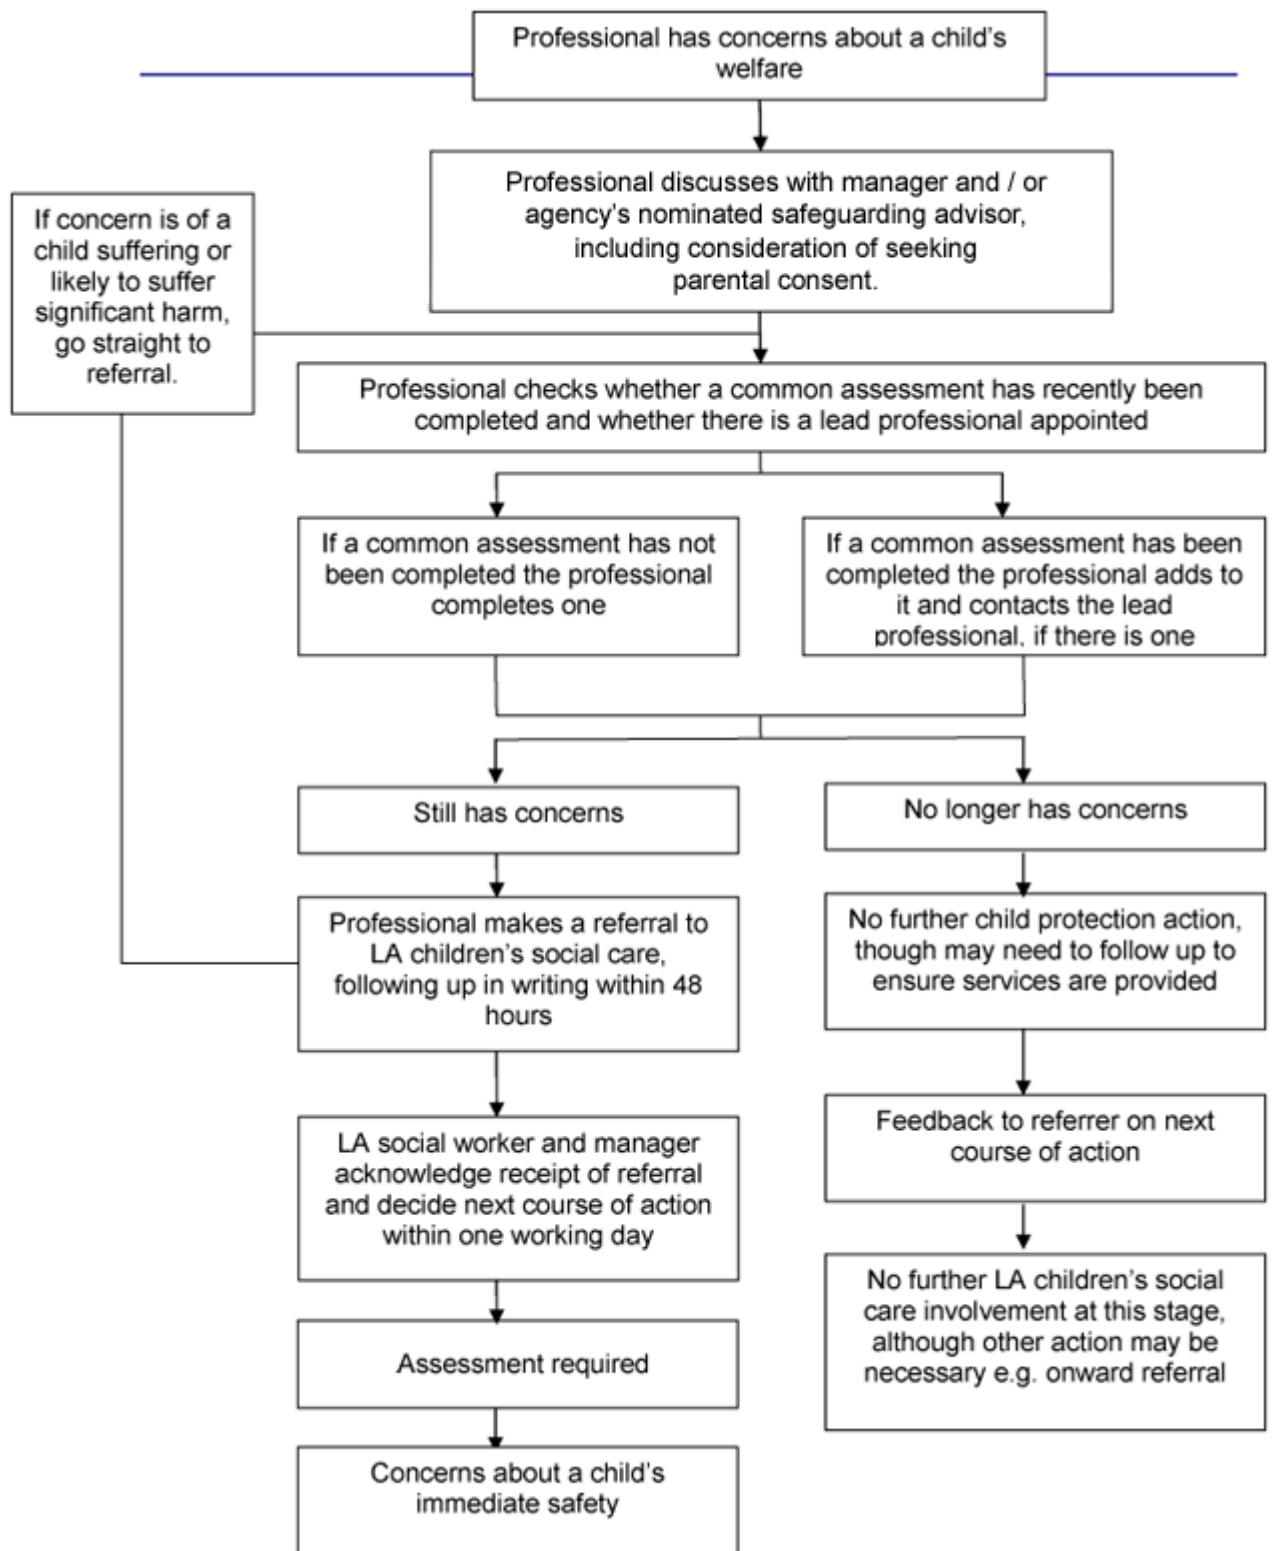 Professional has concerns about a child's
welfare
Professional discusses with manager and / or
agency's nominated safeguarding advisor,
including consideration of seeking
parental consent.
If concern is of a
child suffering or
likely to suffer
significant harm,
go straight to
referral.
Professional checks whether a common assessment has recently been
completed and whether there is a lead professional appointed
If a common assessment has not
been completed the professional
completes one
If a common assessment has been
completed the professional adds to
it and contacts the lead
professional, if there is one
Still has concerns
No longer has concerns
Professional makes a referral to
LA children's social care,
following up in writing within 48
hours
No further child protection action,
though may need to follow up to
ensure services are provided
LA social worker and manager
acknowledge receipt of referral
and decide next course of action
within one working day
Feedback to referrer on next
course of action
Assessment required
No further LA children's social
care involvement at this stage,
although other action may be
necessary e.g. onward referral
Concerns about a child's
immediate safety